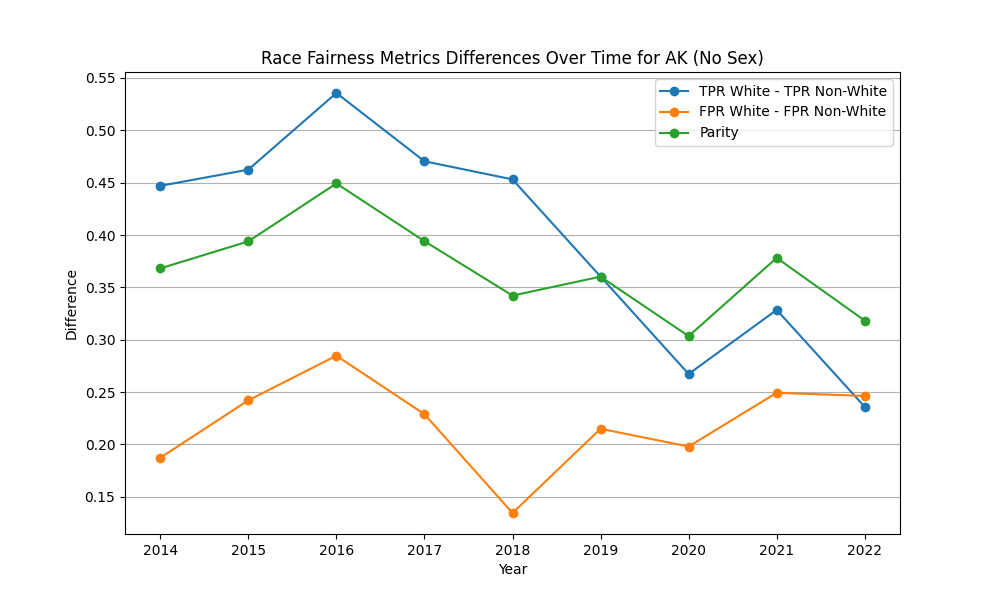 Race Fairness Metrics Differences Over Time for AK (No Sex)
TPR White - TPR Non-White
FPR White - FPR Non-White
Parity
Difference
0.55
0.50
0.45
0.40
0.35
0.30
0.25
0.20
0.15
2014 2015 2016 2017 2018 2019 2020 2021 2022
Year